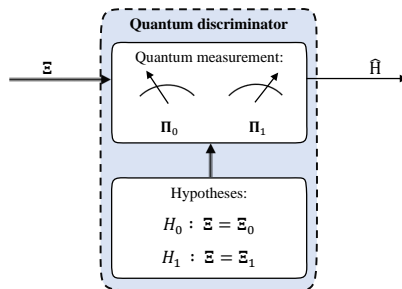 Quantum discriminator
Quantum measurement:
Ξ
Π₀ Π₁
Ĥ
Hypotheses:
H₀ : Ξ = Ξ₀
H₁ : Ξ = Ξ₁